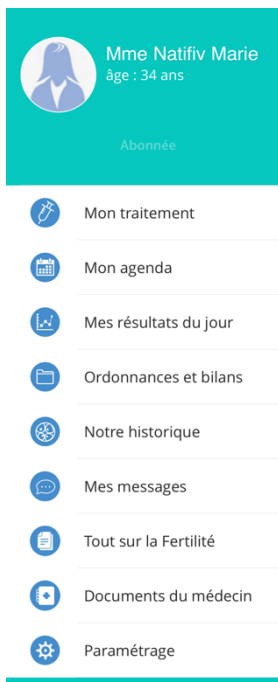 Mme Natifiv Marie
âge : 34 ans
Abonnée
Mon traitement
Mon agenda
Mes résultats du jour
Ordonnances et bilans
Notre historique
Mes messages
Tout sur la Fertilité
Documents du médecin
Paramétrage